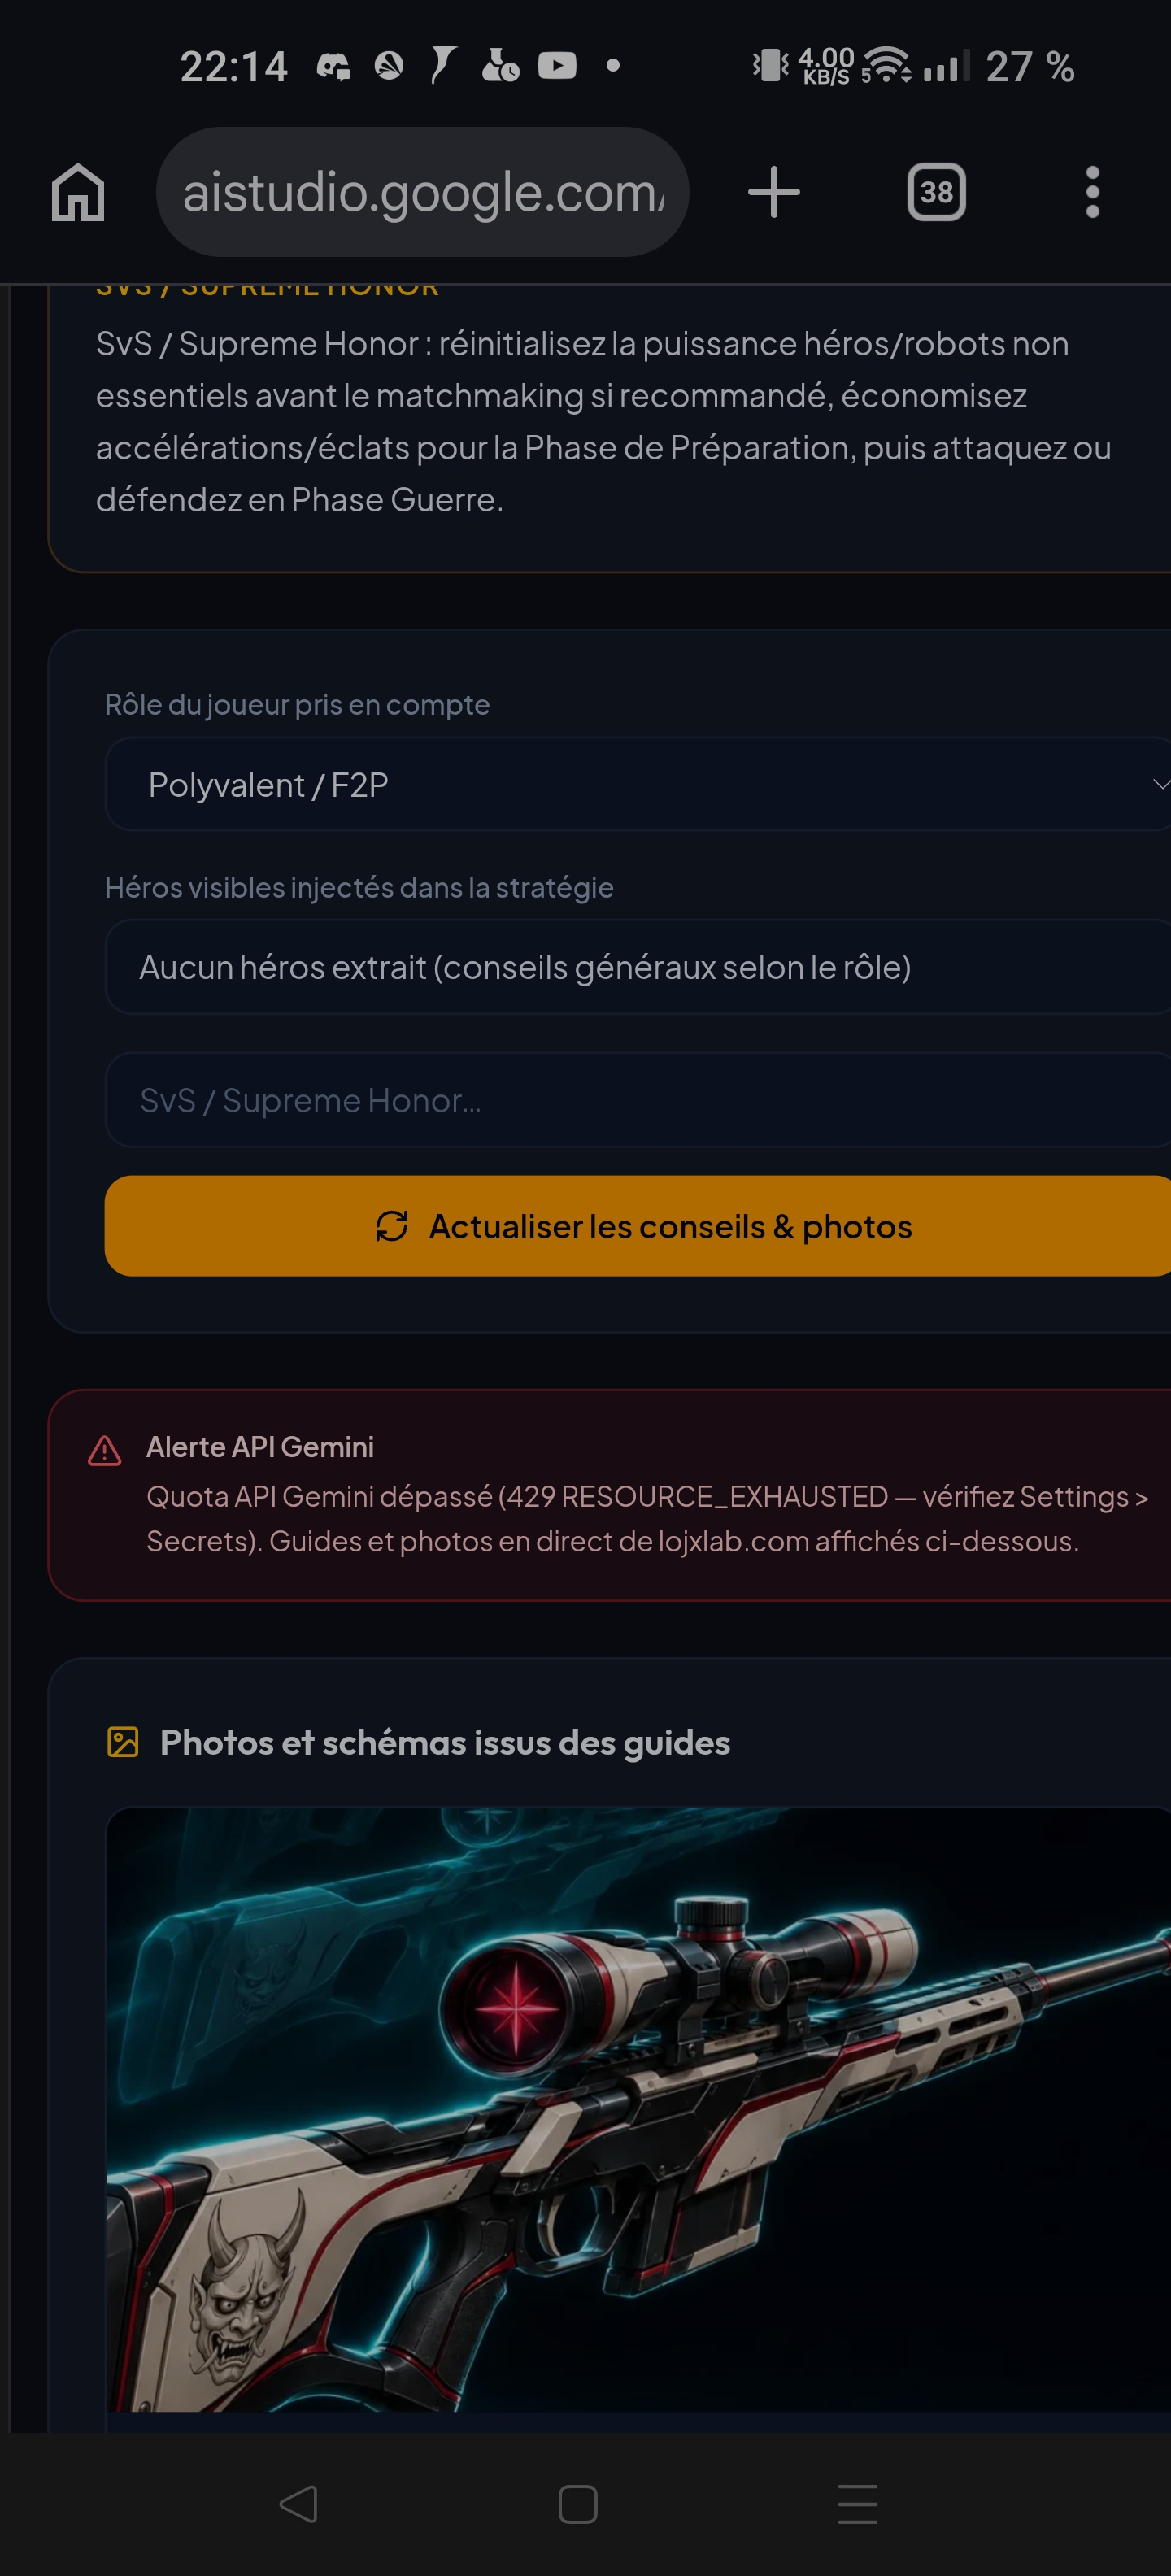 22:14
4.00
KB/S
5
27 %
aistudio.google.com/
38
SvS / SUPREME HONOR
SvS / Supreme Honor : réinitialisez la puissance héros/robots non
essentiels avant le matchmaking si recommandé, économisez
accélérations/éclats pour la Phase de Préparation, puis attaquez ou
défendez en Phase Guerre.
Rôle du joueur pris en compte
Polyvalent / F2P
Héros visibles injectés dans la stratégie
Aucun héros extrait (conseils généraux selon le rôle)
SvS / Supreme Honor...
Actualiser les conseils & photos
Alerte API Gemini
Quota API Gemini dépassé (429 RESOURCE_EXHAUSTED — vérifiez Settings >
Secrets). Guides et photos en direct de lojxlab.com affichés ci-dessous.
Photos et schémas issus des guides